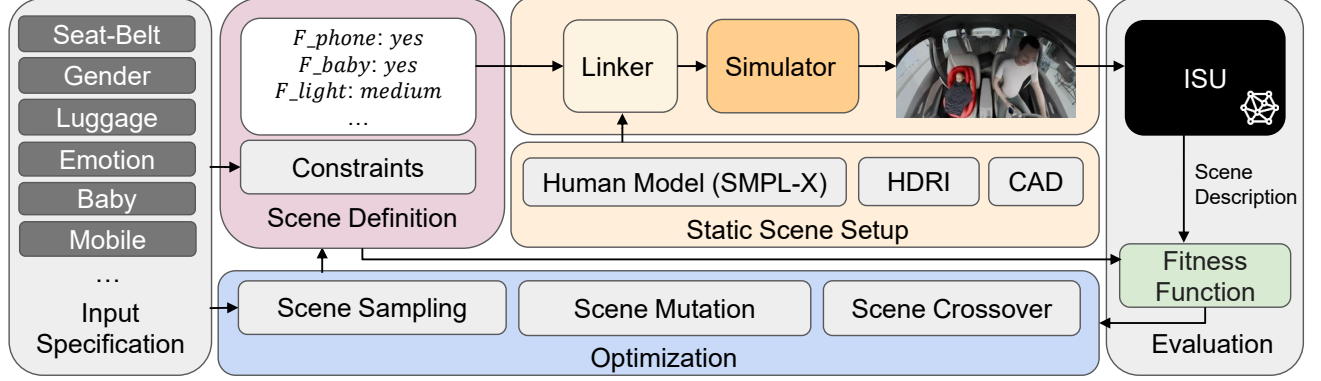 Seat-Belt
Gender
Luggage
Emotion
Baby
Mobile
…
Input
Specification
F_phone: yes
F_baby: yes
F_light: medium
…
Constraints
Scene Definition
Linker
Simulator
Human Model (SMPL-X)
HDRI
CAD
Static Scene Setup
Scene Sampling
Scene Mutation
Scene Crossover
Optimization
ISU
Scene
Description
Fitness
Function
Evaluation